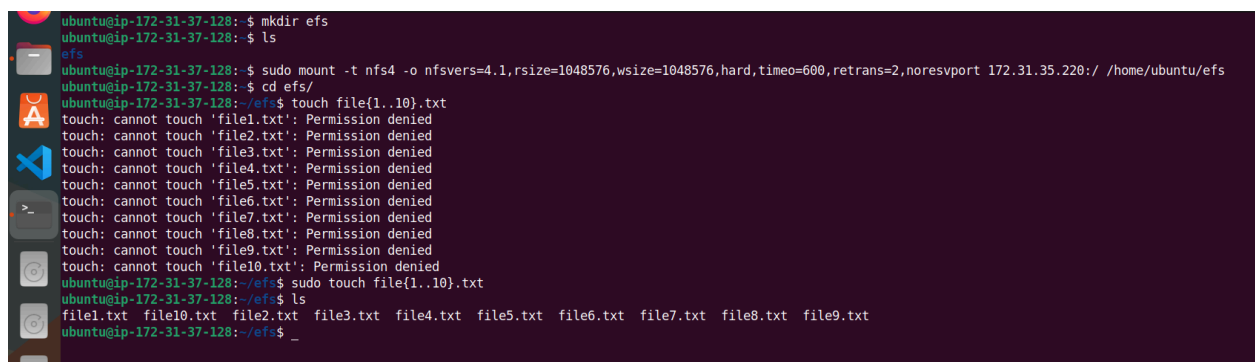 ubuntu@ip-172-31-37-128:~$ mkdir efs
ubuntu@ip-172-31-37-128:~$ ls
efs
ubuntu@ip-172-31-37-128:~$ sudo mount -t nfs4 -o nfsvers=4.1,rsize=1048576,wsize=1048576,hard,timeo=600,retrans=2,noresvport 172.31.35.220:/ /home/ubuntu/efs
ubuntu@ip-172-31-37-128:~$ cd efs/
ubuntu@ip-172-31-37-128:~/efs$ touch file{1..10}.txt
touch: cannot touch 'file1.txt': Permission denied
touch: cannot touch 'file2.txt': Permission denied
touch: cannot touch 'file3.txt': Permission denied
touch: cannot touch 'file4.txt': Permission denied
touch: cannot touch 'file5.txt': Permission denied
touch: cannot touch 'file6.txt': Permission denied
touch: cannot touch 'file7.txt': Permission denied
touch: cannot touch 'file8.txt': Permission denied
touch: cannot touch 'file9.txt': Permission denied
touch: cannot touch 'file10.txt': Permission denied
ubuntu@ip-172-31-37-128:~/efs$ sudo touch file{1..10}.txt
ubuntu@ip-172-31-37-128:~/efs$ ls
file1.txt  file10.txt  file2.txt  file3.txt  file4.txt  file5.txt  file6.txt  file7.txt  file8.txt  file9.txt
ubuntu@ip-172-31-37-128:~/efs$ _